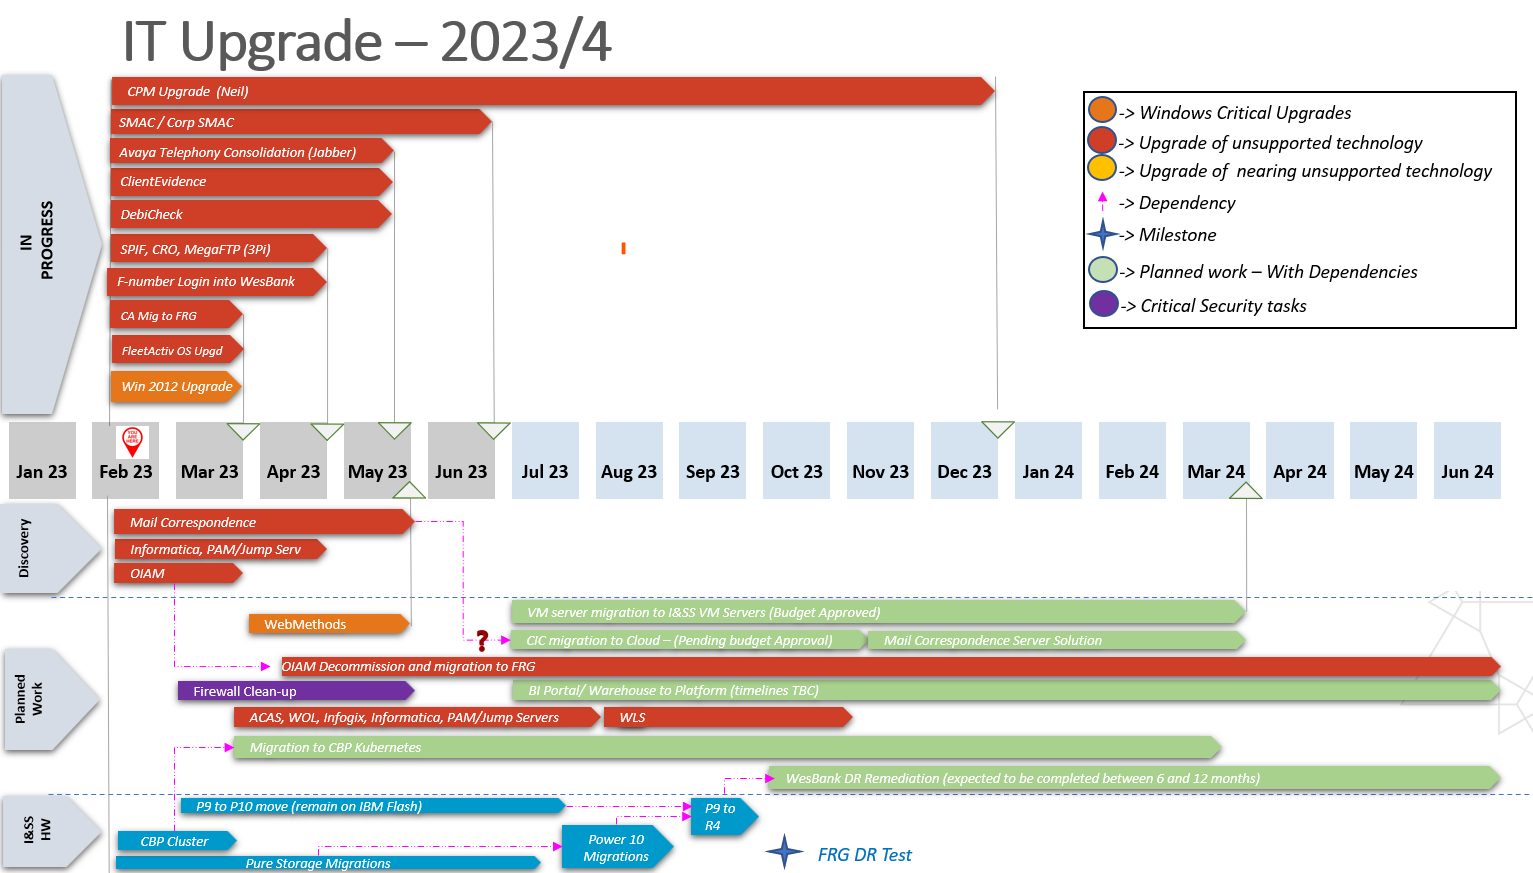 IT Upgrade – 2023/4
IN
PROGRESS
CPM Upgrade (Neil)
SMAC / Corp SMAC
Avaya Telephony Consolidation (Jabber)
ClientEvidence
DebiCheck
SPIF, CRO, MegaFTP (3Pi)
F-number Login into WesBank
CA Mig to FRG
FleetActiv OS Upgd
Win 2012 Upgrade
-> Windows Critical Upgrades
-> Upgrade of unsupported technology
-> Upgrade of nearing unsupported technology
-> Dependency
-> Milestone
-> Planned work – With Dependencies
-> Critical Security tasks
YOU
ARE
HERE
Jan 23
Feb 23
Mar 23
Apr 23
May 23
Jun 23
Jul 23
Aug 23
Sep 23
Oct 23
Nov 23
Dec 23
Jan 24
Feb 24
Mar 24
Apr 24
May 24
Jun 24
Discovery
Mail Correspondence
Informatica, PAM/Jump Serv
OIAM
Planned
Work
WebMethods
VM server migration to I&SS VM Servers (Budget Approved)
?
CIC migration to Cloud – (Pending budget Approval)
Mail Correspondence Server Solution
OIAM Decommission and migration to FRG
Firewall Clean-up
BI Portal/ Warehouse to Platform (timelines TBC)
ACAS, WOL, Infogix, Informatica, PAM/Jump Servers
WLS
Migration to CBP Kubernetes
WesBank DR Remediation (expected to be completed between 6 and 12 months)
I&SS
HW
P9 to P10 move (remain on IBM Flash)
P9 to
R4
CBP Cluster
Power 10
Migrations
Pure Storage Migrations
FRG DR Test